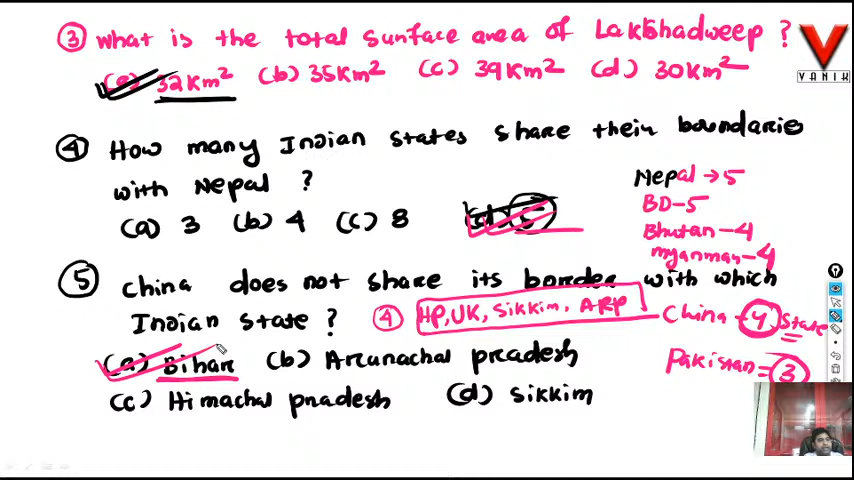 ③ What is the total surface area of Lakshadweep ?
VANIK
(a) 32Km² (b) 35Km² (c) 39Km² (d) 30Km²
④ How many Indian states share their boundaries
with Nepal ?
Nepal → 5
BD-5
(a) 3 (b) 4 (c) 8 (d) 5
Bhutan-4
Myanmar-4
⑤ China does not share its border with which
Indian state ? ④ HP, UK, Sikkim, ARP China - 4 State
(a) Bihar (b) Arunachal pradesh Pakistan = 3
(c) Himachal pradesh (d) Sikkim